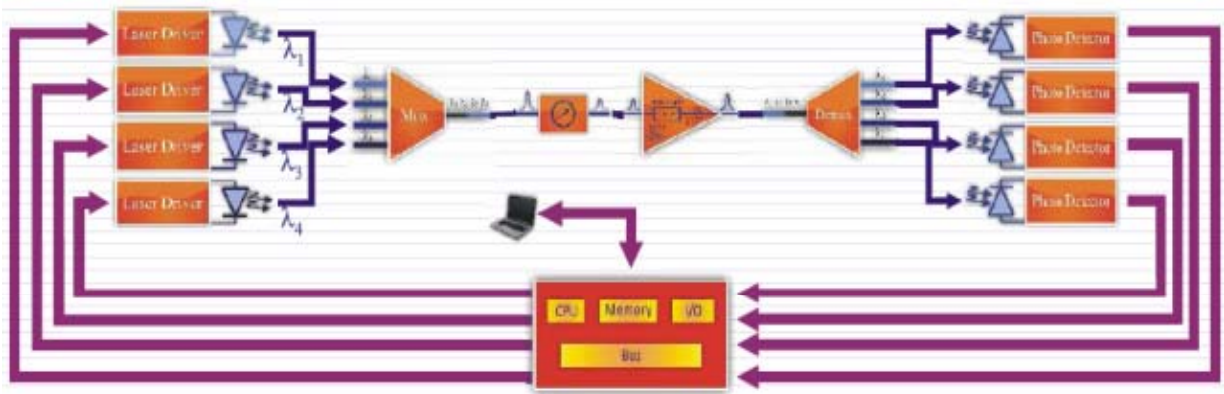 Laser Driver
λ1
Laser Driver
λ2
Laser Driver
λ3
Laser Driver
λ4
Mux
Demux
Photo Detector
Photo Detector
Photo Detector
Photo Detector
CPU
Memory
I/O
Bus